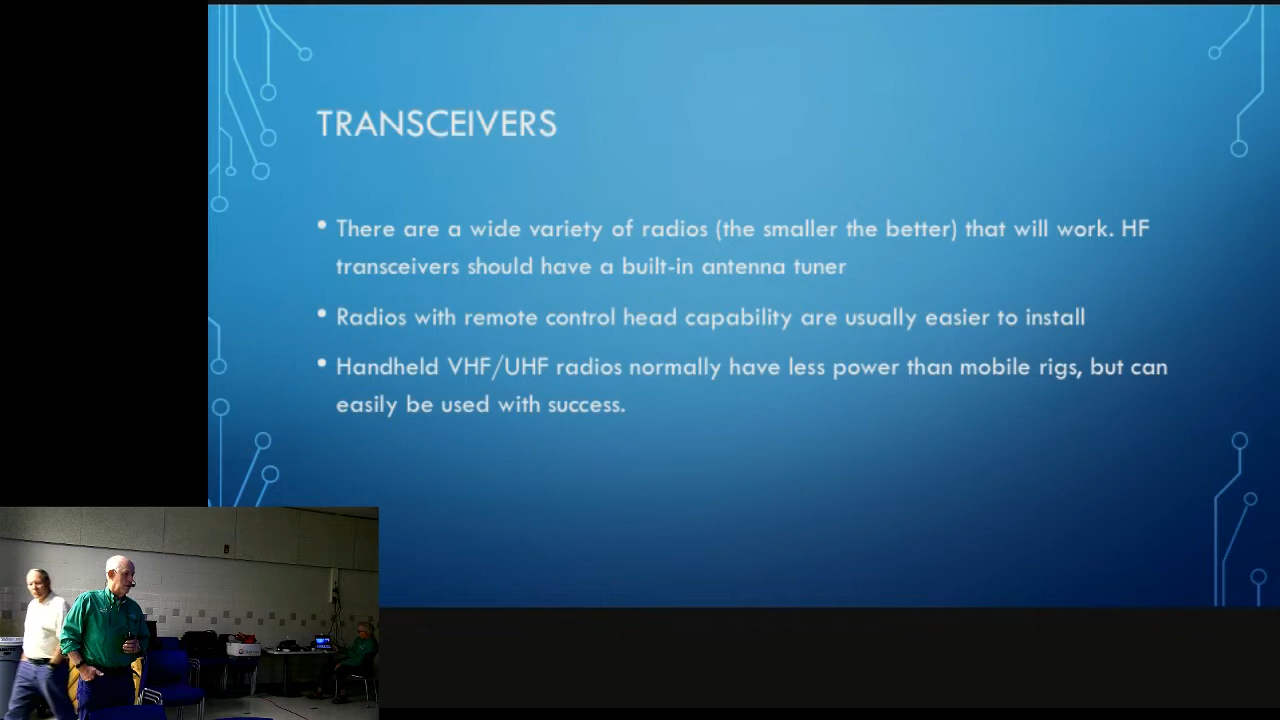 TRANSCEIVERS
• There are a wide variety of radios (the smaller the better) that will work. HF
transceivers should have a built-in antenna tuner
• Radios with remote control head capability are usually easier to install
• Handheld VHF/UHF radios normally have less power than mobile rigs, but can
easily be used with success.